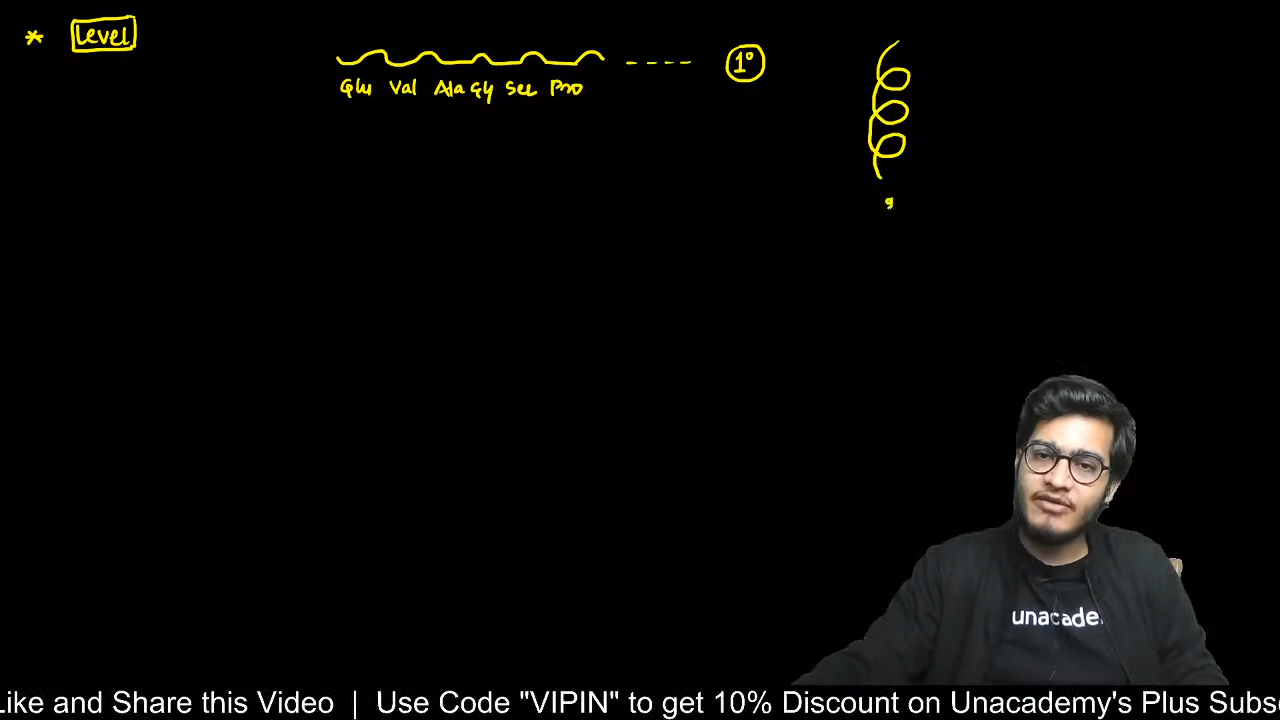 * Level
1°
Glu Val Ala Gly Ser Pro
unacade
Like and Share this Video | Use Code "VIPIN" to get 10% Discount on Unacademy's Plus Subs